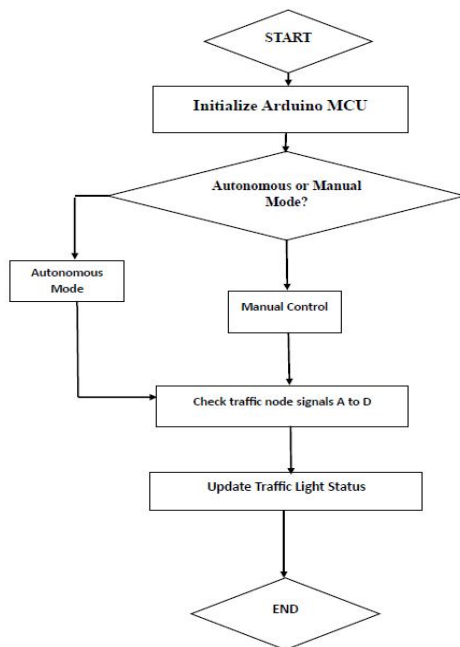 START
Initialize Arduino MCU
Autonomous or Manual
Mode?
Autonomous
Mode
Manual Control
Check traffic node signals A to D
Update Traffic Light Status
END